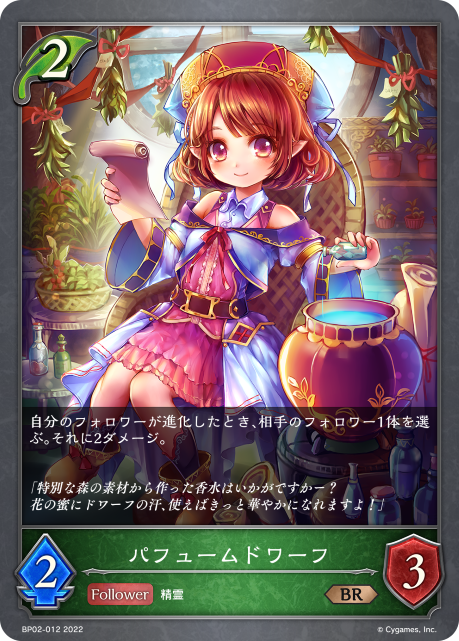 2
自分のフォロワーが進化したとき、相手のフォロワー1体を選
ぶ。それに2ダメージ。
「特別な森の素材から作った香水はいかがですかー？
花の蜜にドワーフの汗、使えばきっと華やかになれますよ！」
パフュームドワーフ
2
Follower 精霊
BR
3
BP02-012 2022
© Cygames, Inc.